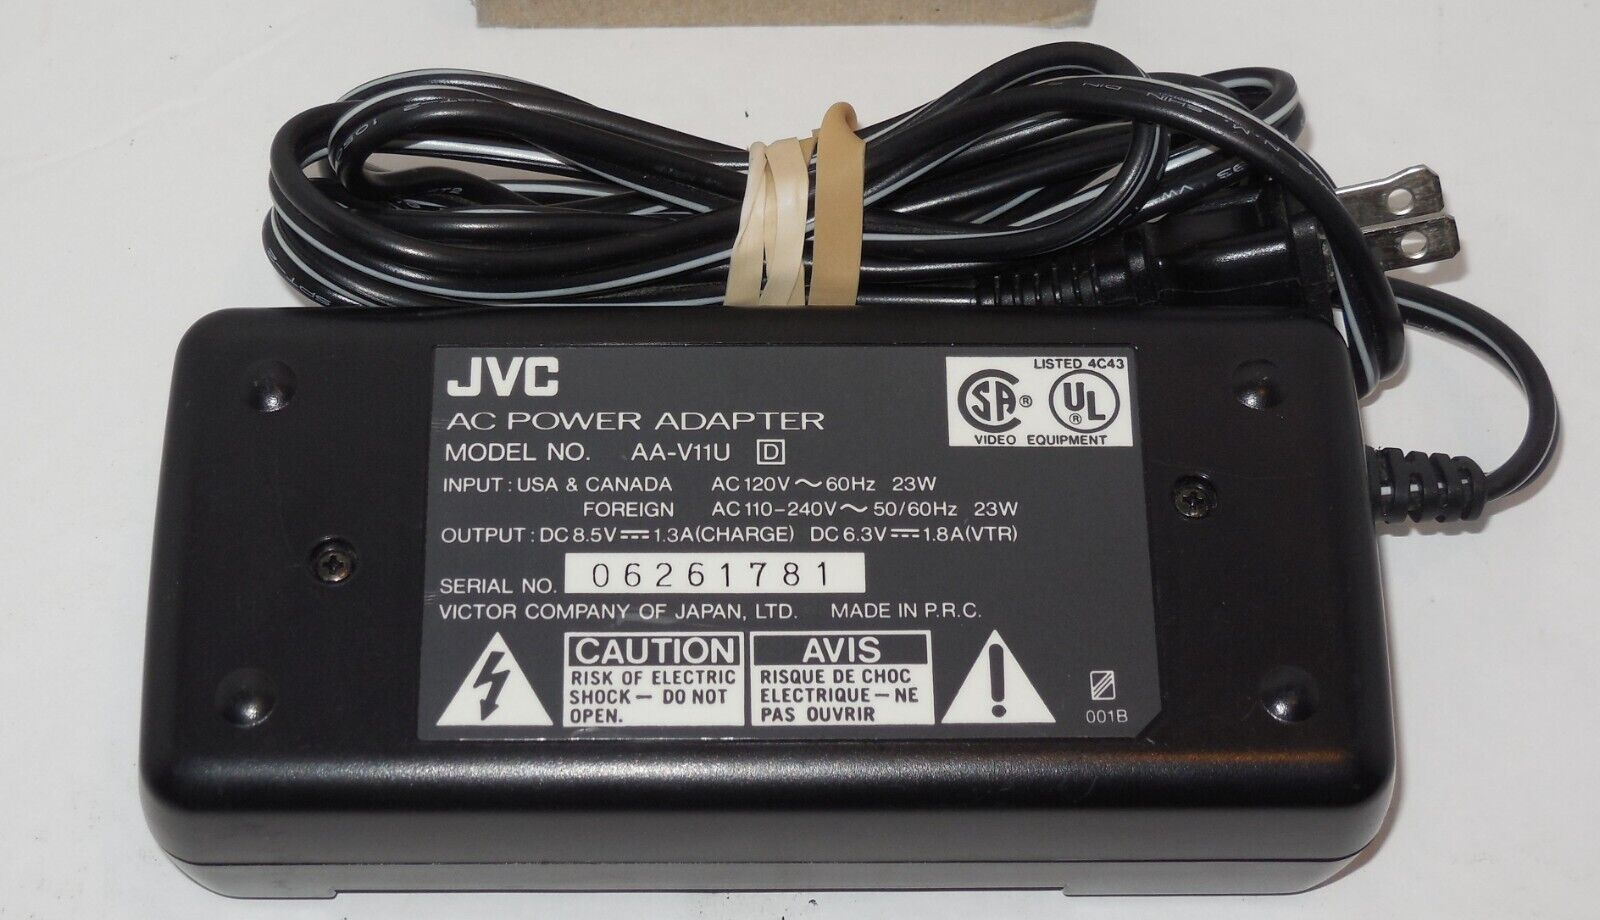 JVC
AC POWER ADAPTER
MODEL NO. AA-V11U D
INPUT : USA & CANADA AC 120V ～ 60Hz 23W
FOREIGN AC 110-240V ～ 50/60Hz 23W
OUTPUT : DC 8.5V ⎓ 1.3A(CHARGE) DC 6.3V ⎓ 1.8A(VTR)
SERIAL NO. 06261781
VICTOR COMPANY OF JAPAN, LTD. MADE IN P.R.C.
LISTED 4C43
SA ® UL ®
VIDEO EQUIPMENT
CAUTION
RISK OF ELECTRIC
SHOCK — DO NOT
OPEN.
AVIS
RISQUE DE CHOC
ELECTRIQUE — NE
PAS OUVRIR
!
001B